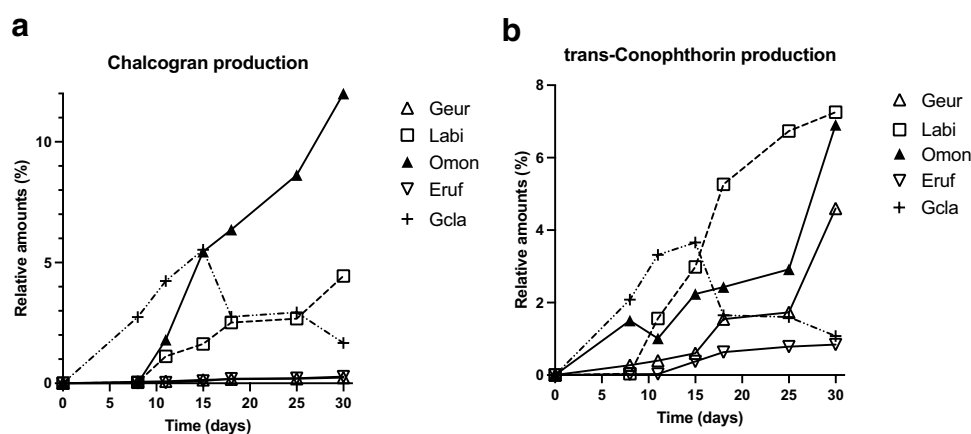 a
Chalcogran production
Relative amounts (%)
10
5
0
0 5 10 15 20 25 30
Time (days)
Geur
Labi
Omon
Eruf
Gcla
b
trans-Conophthorin production
Relative amounts (%)
8
6
4
2
0
0 5 10 15 20 25 30
Time (days)
Geur
Labi
Omon
Eruf
Gcla